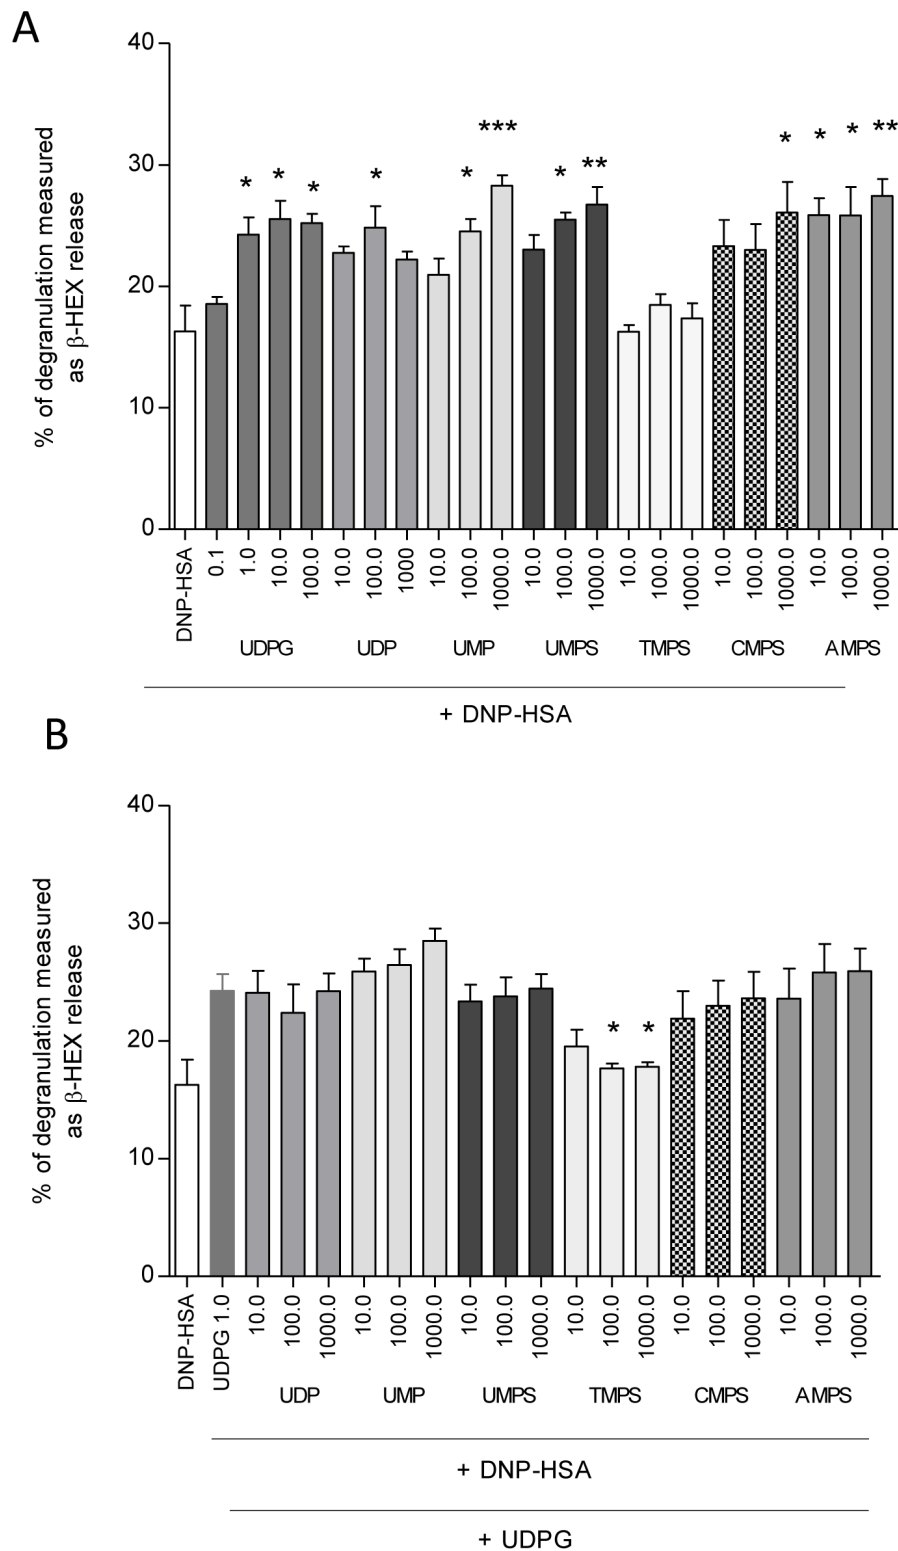 A
% of degranulation measured
as β-HEX release
40
30
20
10
0
* * * * * *** * ** * * * **
DNP-HSA 0.1 1.0 10.0 100.0 10.0 100.0 1000 10.0 100.0 1000.0 10.0 100.0 1000.0 10.0 100.0 1000.0 10.0 100.0 1000.0 10.0 100.0 1000.0
UDPG UDP UMP UMPS TMPS CMPS AMPS
+ DNP-HSA
B
% of degranulation measured
as β-HEX release
40
30
20
10
0
* *
DNP-HSA UDPG 1.0 10.0 100.0 1000.0 10.0 100.0 1000.0 10.0 100.0 1000.0 10.0 100.0 1000.0 10.0 100.0 1000.0 10.0 100.0 1000.0
UDP UMP UMPS TMPS CMPS AMPS
+ DNP-HSA
+ UDPG